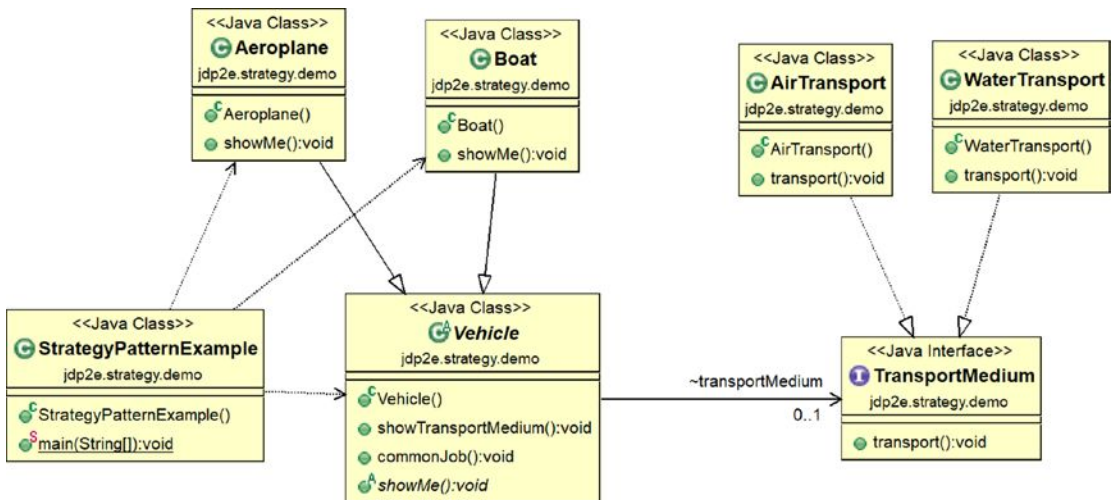 <<Java Class>>
Aeroplane
jdp2e.strategy.demo
Aeroplane()
showMe():void
<<Java Class>>
Boat
jdp2e.strategy.demo
Boat()
showMe():void
<<Java Class>>
AirTransport
jdp2e.strategy.demo
AirTransport()
transport():void
<<Java Class>>
WaterTransport
jdp2e.strategy.demo
WaterTransport()
transport():void
<<Java Class>>
StrategyPatternExample
jdp2e.strategy.demo
StrategyPatternExample()
main(String[]):void
<<Java Class>>
Vehicle
jdp2e.strategy.demo
Vehicle()
showTransportMedium():void
commonJob():void
showMe():void
~transportMedium
0..1
<<Java Interface>>
TransportMedium
jdp2e.strategy.demo
transport():void